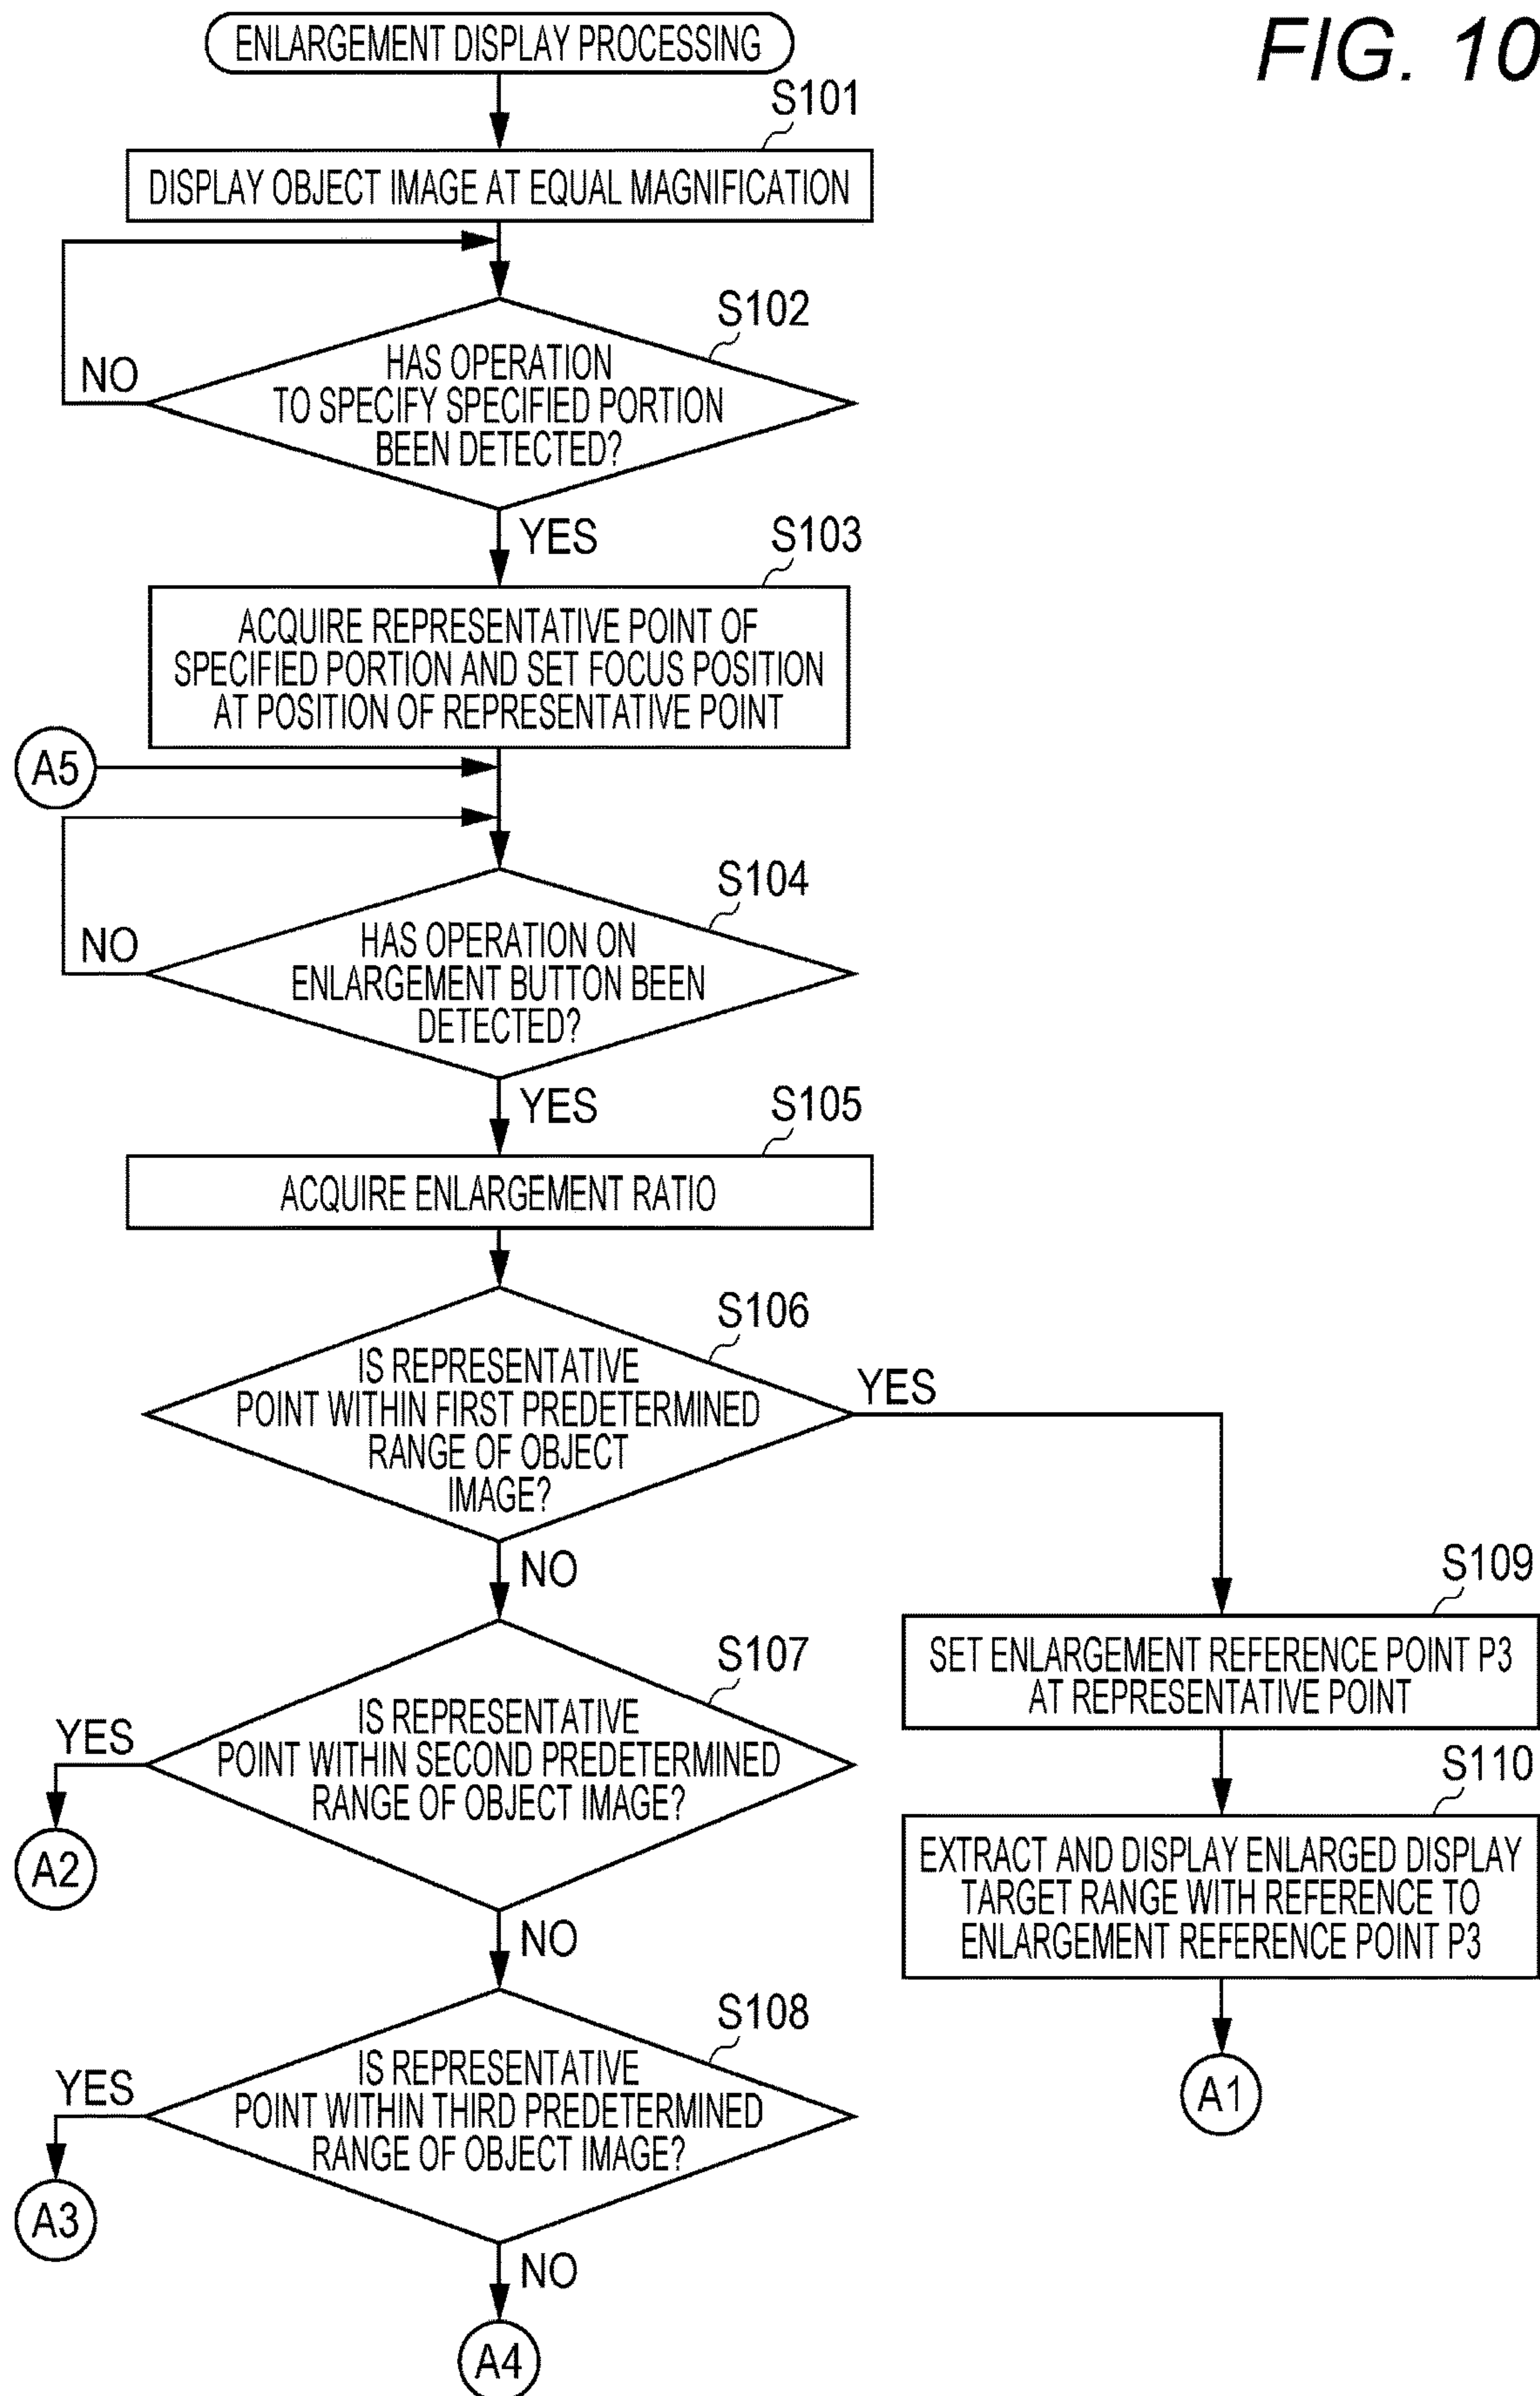 FIG. 10
ENLARGEMENT DISPLAY PROCESSING
S101
DISPLAY OBJECT IMAGE AT EQUAL MAGNIFICATION
S102
HAS OPERATION
TO SPECIFY SPECIFIED PORTION
BEEN DETECTED?
NO
YES
S103
ACQUIRE REPRESENTATIVE POINT OF
SPECIFIED PORTION AND SET FOCUS POSITION
AT POSITION OF REPRESENTATIVE POINT
A5
S104
HAS OPERATION ON
ENLARGEMENT BUTTON BEEN
DETECTED?
NO
YES
S105
ACQUIRE ENLARGEMENT RATIO
S106
IS REPRESENTATIVE
POINT WITHIN FIRST PREDETERMINED
RANGE OF OBJECT
IMAGE?
YES
NO
S107
IS REPRESENTATIVE
POINT WITHIN SECOND PREDETERMINED
RANGE OF OBJECT IMAGE?
YES
A2
NO
S108
IS REPRESENTATIVE
POINT WITHIN THIRD PREDETERMINED
RANGE OF OBJECT IMAGE?
YES
A3
NO
A4
S109
SET ENLARGEMENT REFERENCE POINT P3
AT REPRESENTATIVE POINT
S110
EXTRACT AND DISPLAY ENLARGED DISPLAY
TARGET RANGE WITH REFERENCE TO
ENLARGEMENT REFERENCE POINT P3
A1